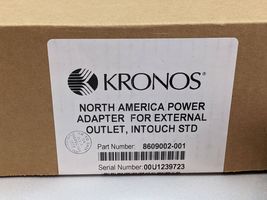 KRONOS®
NORTH AMERICA POWER
ADAPTER FOR EXTERNAL
OUTLET, INTOUCH STD
Part Number: 8609002-001
Serial Number: 00U1239723